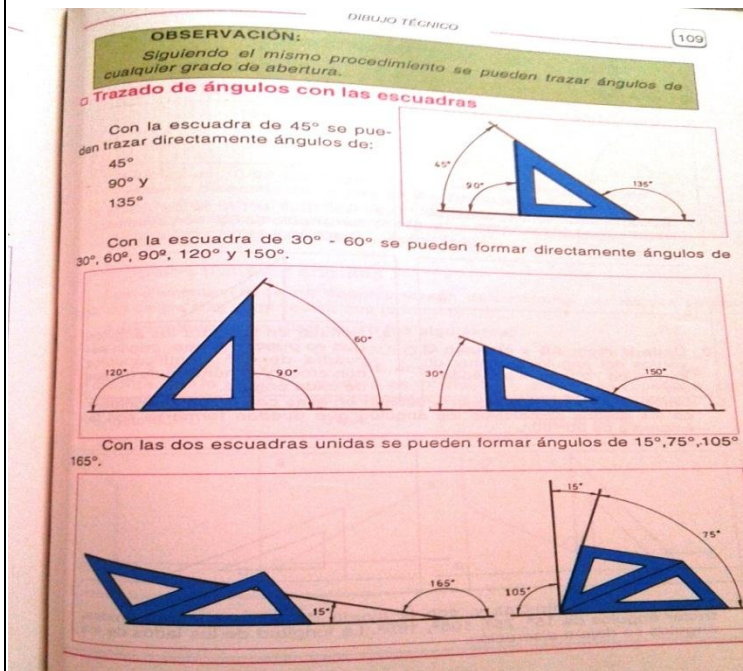 DIBUJO TÉCNICO
109
OBSERVACIÓN:
Siguiendo el mismo procedimiento se pueden trazar ángulos de
cualquier grado de abertura.
Trazado de ángulos con las escuadras
Con la escuadra de 45° se pue-
den trazar directamente ángulos de:
45°
90° y
135°
45°
90°
135°
Con la escuadra de 30° - 60° se pueden formar directamente ángulos de
30°, 60º, 90º, 120° y 150°.
120°
90°
60°
30°
150°
Con las dos escuadras unidas se pueden formar ángulos de 15°,75°,105°
165°.
15°
165°
105°
15°
75°